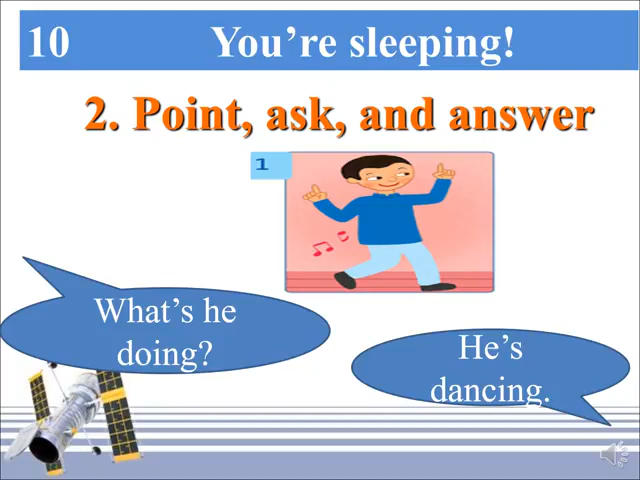 10 You're sleeping!
2. Point, ask, and answer
1
What's he
doing?
He's
dancing.